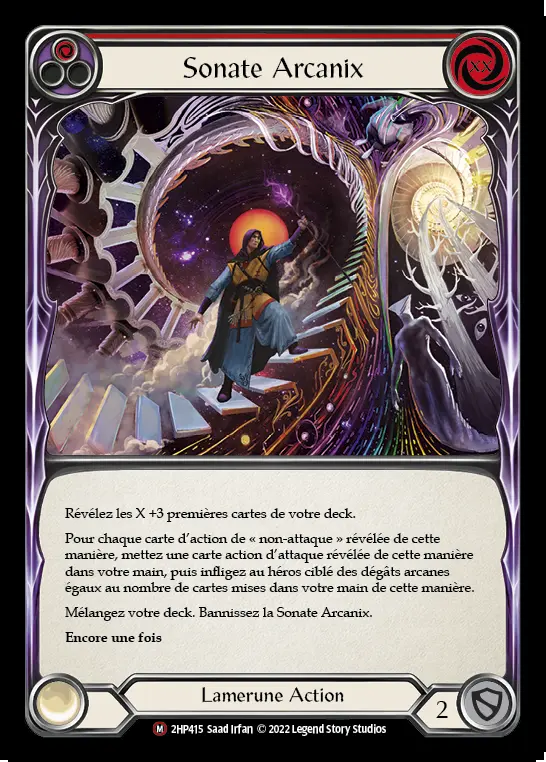 Sonate Arcanix
XX
Révélez les X +3 premières cartes de votre deck.
Pour chaque carte d'action de « non-attaque » révélée de cette
manière, mettez une carte action d'attaque révélée de cette manière
dans votre main, puis infligez au héros ciblé des dégâts arcanes
égaux au nombre de cartes mises dans votre main de cette manière.
Mélangez votre deck. Bannissez la Sonate Arcanix.
Encore une fois
Lamerune Action
2
M 2HP415 Saad Irfan © 2022 Legend Story Studios